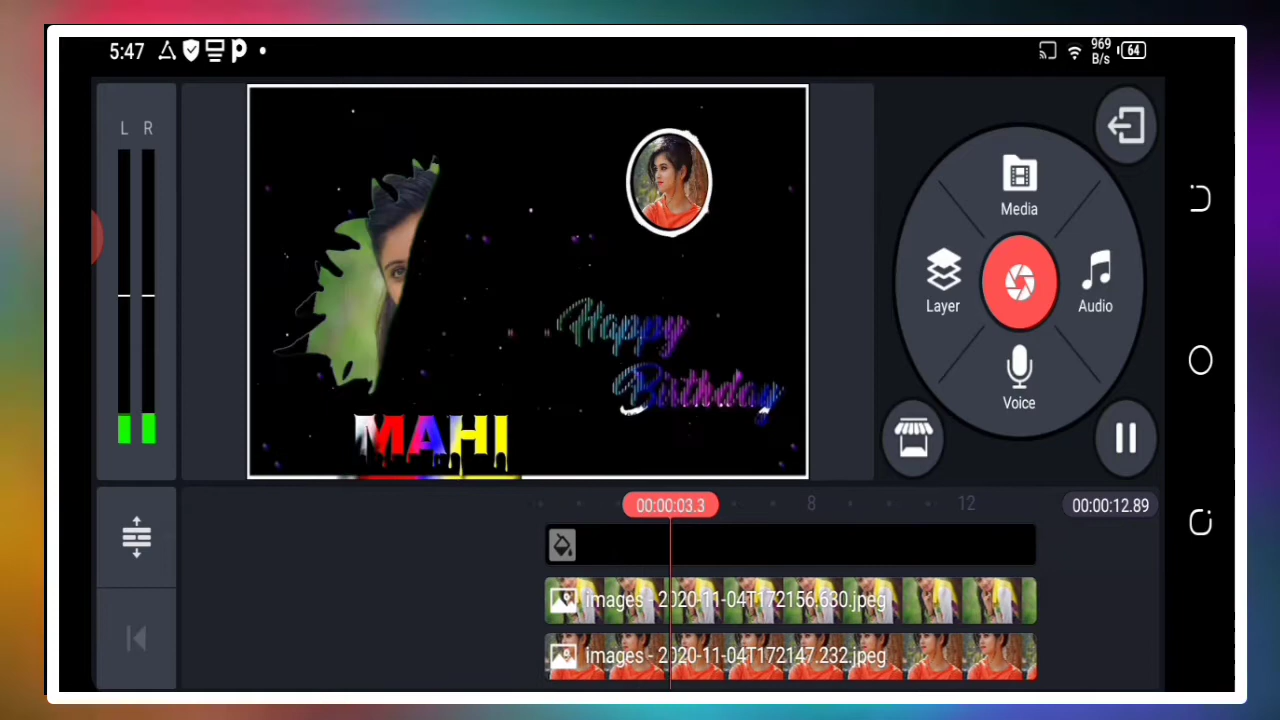 5:47
969
B/s
64
L R
Media
Layer
Audio
Voice
Happy
Birthday
MAHI
00:00:03.3
8
12
00:00:12.89
images - 2020-11-04T172156.630.jpeg
images - 2020-11-04T172147.232.jpeg